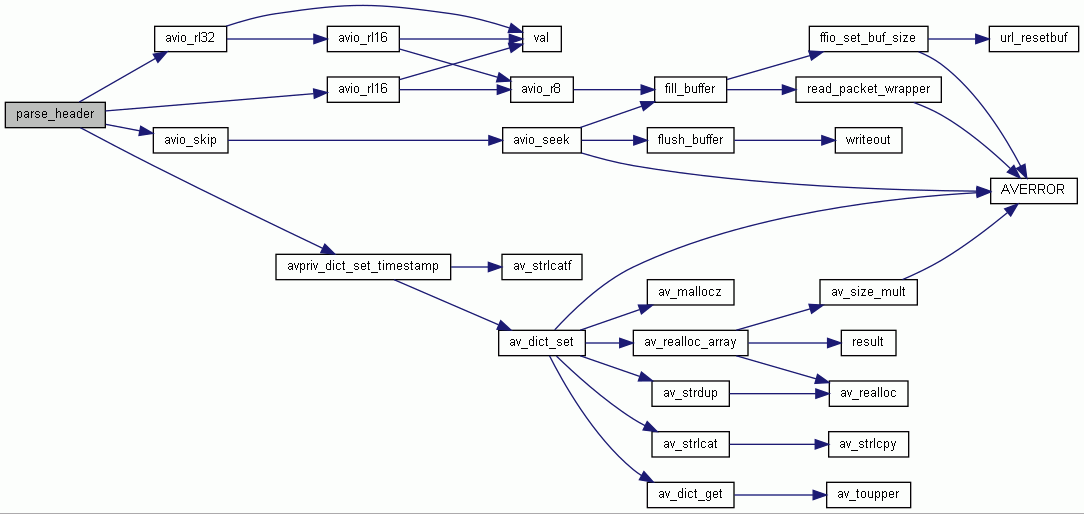 avio_rl32
avio_rl16
val
ffio_set_buf_size
url_resetbuf
avio_rl16
avio_r8
fill_buffer
read_packet_wrapper
parse_header
avio_skip
avio_seek
flush_buffer
writeout
AVERROR
avpriv_dict_set_timestamp
av_strlcatf
av_mallocz
av_size_mult
av_dict_set
av_realloc_array
result
av_strdup
av_realloc
av_strlcat
av_strlcpy
av_dict_get
av_toupper